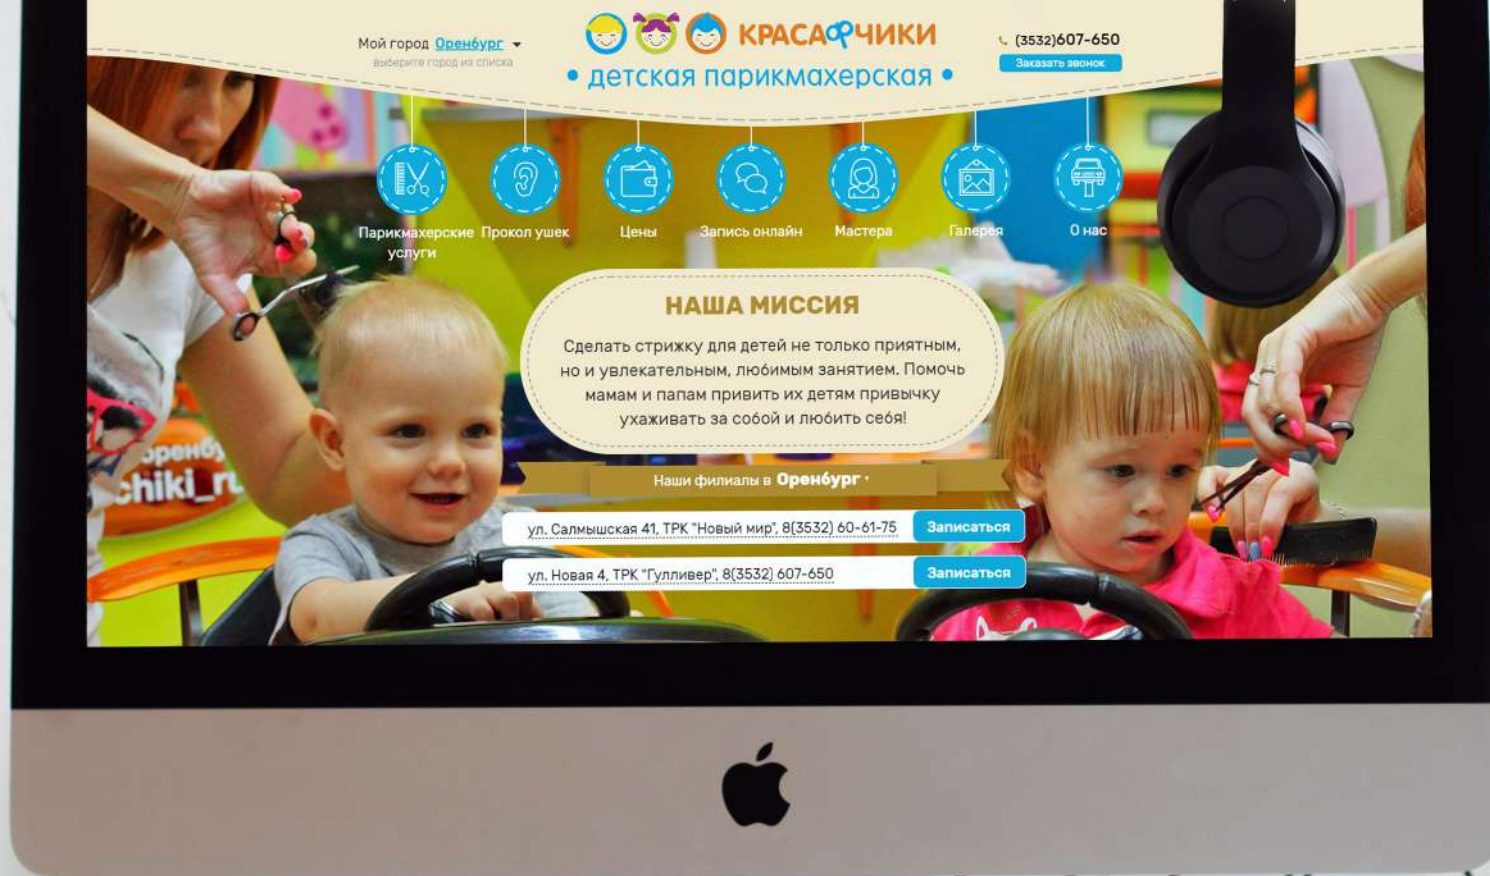 Мой город Оренбург
выберите город из списка
КРАСАФЧИКИ
• детская парикмахерская •
(3532)607-650
Заказать звонок
Парикмахерские услуги
Прокол ушек
Цены
Запись онлайн
Мастера
Галерея
О нас
НАША МИССИЯ
Сделать стрижку для детей не только приятным,
но и увлекательным, любимым занятием. Помочь
мамам и папам привить их детям привычку
ухаживать за собой и любить себя!
Наши филиалы в Оренбург
ул. Салмышская 41, ТРК "Новый мир", 8(3532) 60-61-75
Записаться
ул. Новая 4, ТРК "Гулливер", 8(3532) 607-650
Записаться
chiki_ru